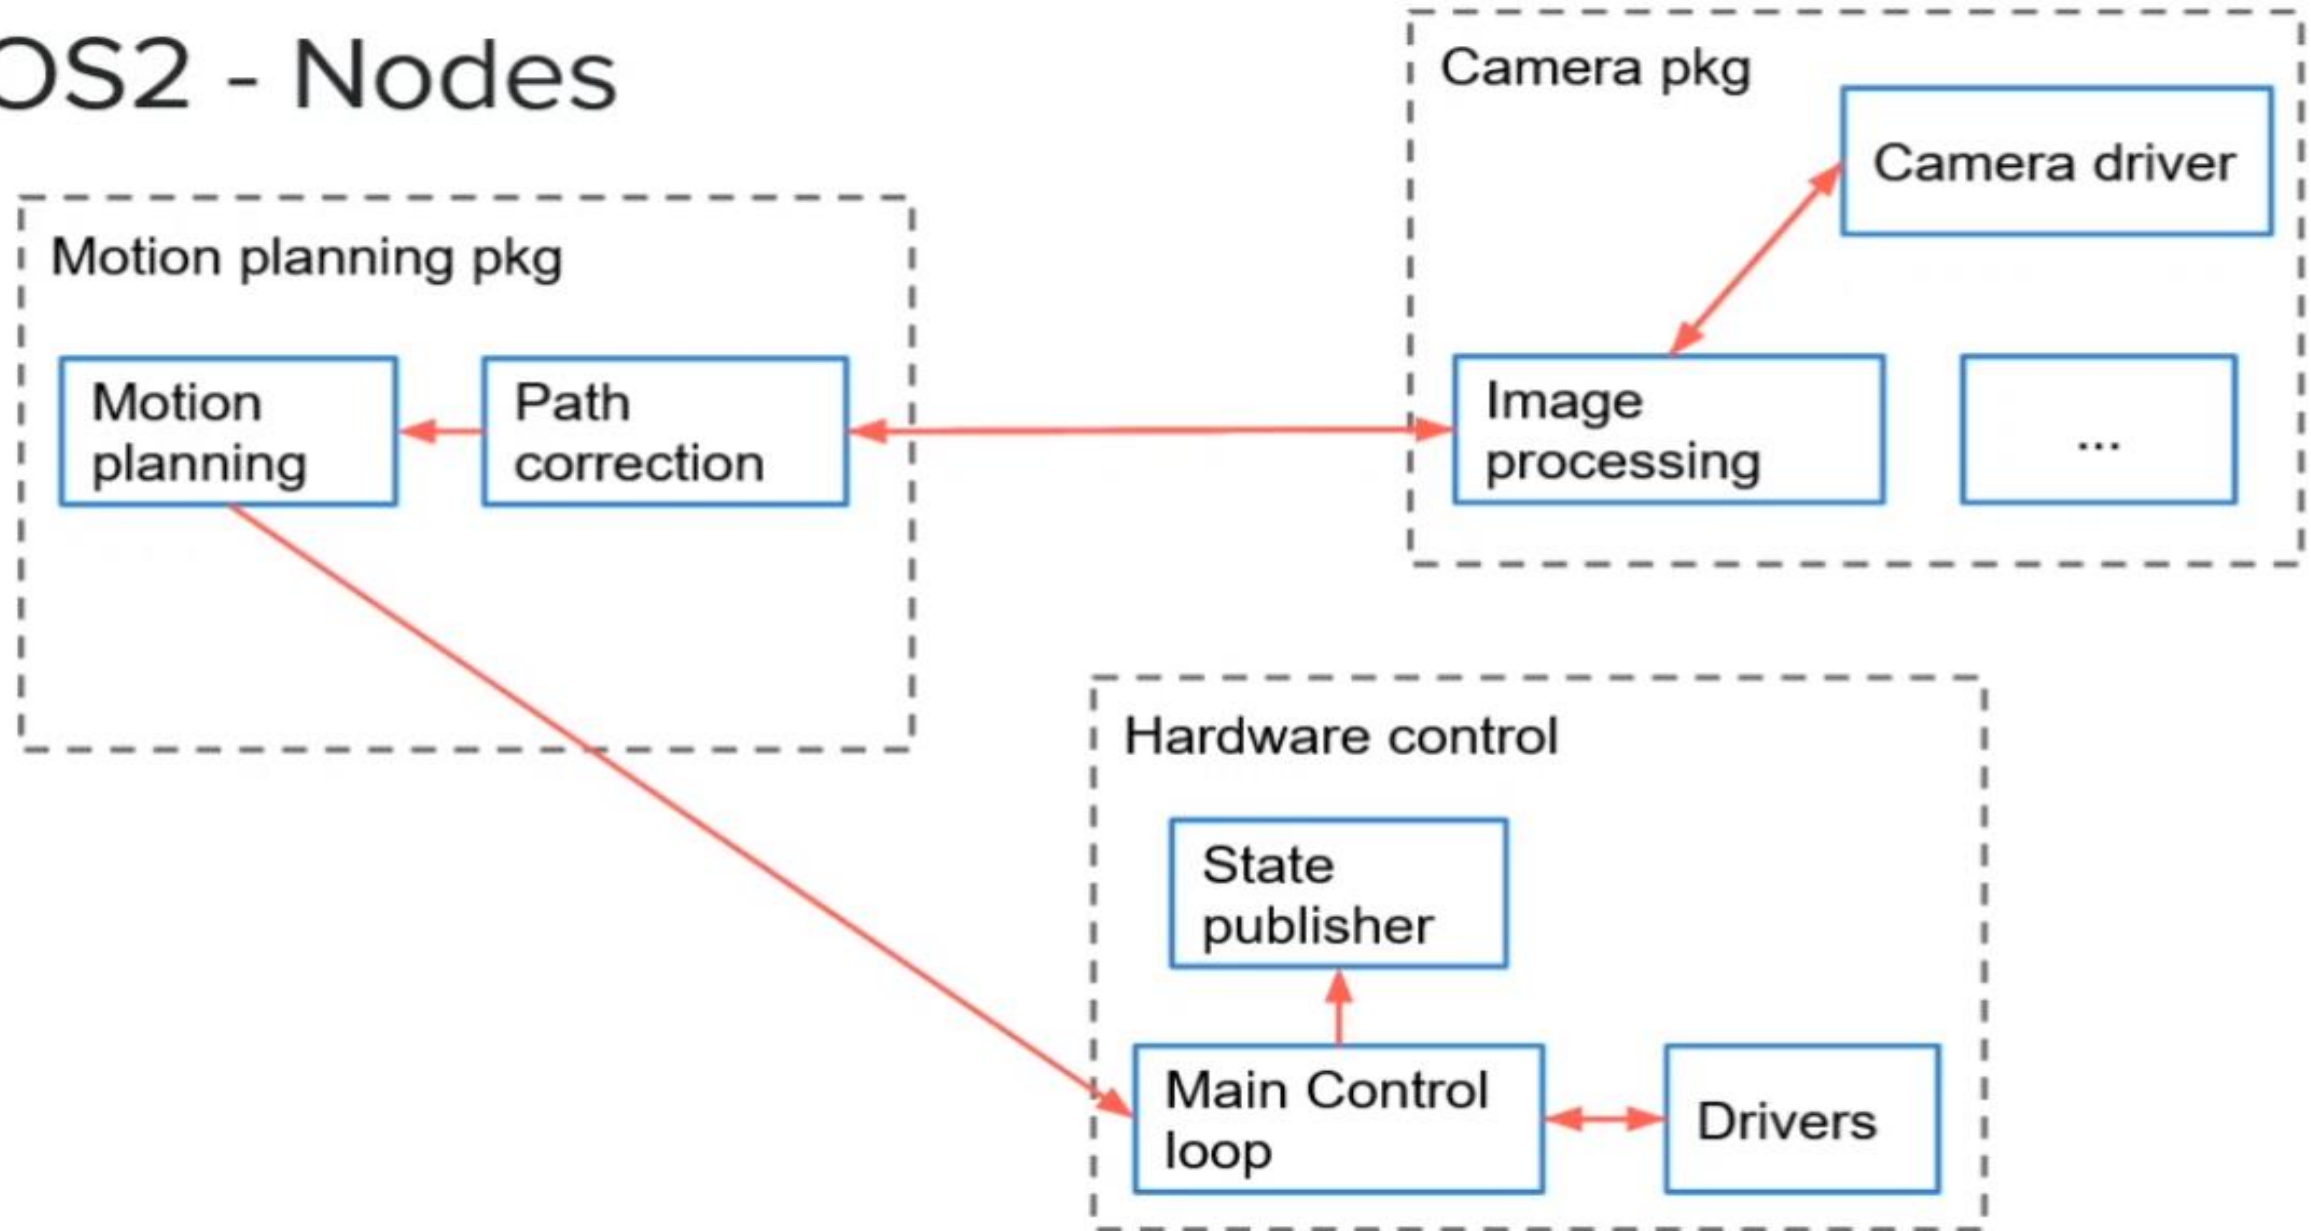 OS2 - Nodes
Camera pkg
Camera driver
Motion planning pkg
Motion
planning
Path
correction
Image
processing
...
Hardware control
State
publisher
Main Control
loop
Drivers